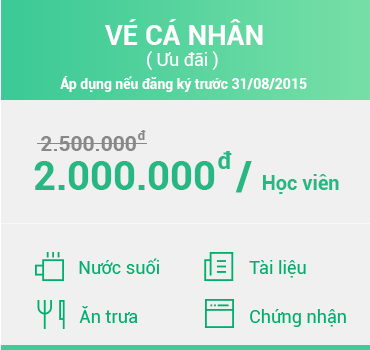 VÉ CÁ NHÂN
( Ưu đãi )
Áp dụng nếu đăng ký trước 31/08/2015
2.500.000đ
2.000.000đ/ Học viên
Nước suối
Tài liệu
Ăn trưa
Chứng nhận